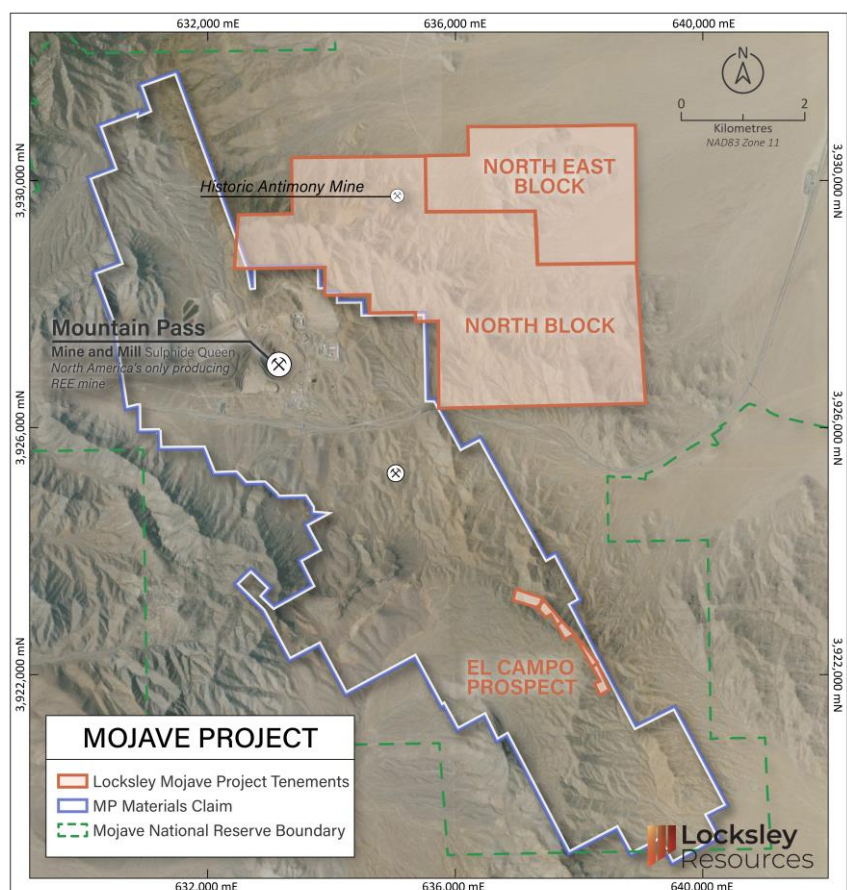 632,000 mE
636,000 mE
640,000 mE
N
0
2
Kilometres
NAD83 Zone 11
3,930,000 mN
3,930,000 mN
NORTH EAST
BLOCK
Historic Antimony Mine
Mountain Pass
Mine and Mill Sulphide Queen
North America's only producing
REE mine
NORTH BLOCK
3,926,000 mN
3,926,000 mN
EL CAMPO
PROSPECT
3,922,000 mN
3,922,000 mN
MOJAVE PROJECT
Locksley Mojave Project Tenements
MP Materials Claim
Mojave National Reserve Boundary
Locksley
Resources
632,000 mE
636,000 mE
640,000 mE